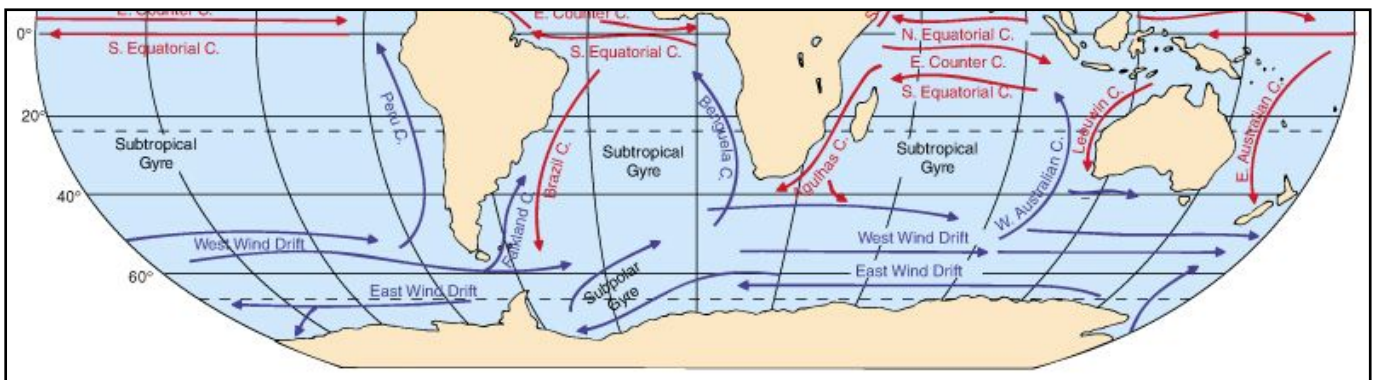 E. Counter C.
E. Counter C.
0°
S. Equatorial C.
S. Equatorial C.
N. Equatorial C.
E. Counter C.
S. Equatorial C.
Peru C.
Benguela C.
Leeuwin C.
E. Australian C.
20°
Subtropical
Gyre
Brazil C.
Subtropical
Gyre
Agulhas C.
Subtropical
Gyre
40°
Falkland C.
W. Australian C.
West Wind Drift
West Wind Drift
60°
Subpolar
Gyre
East Wind Drift
East Wind Drift